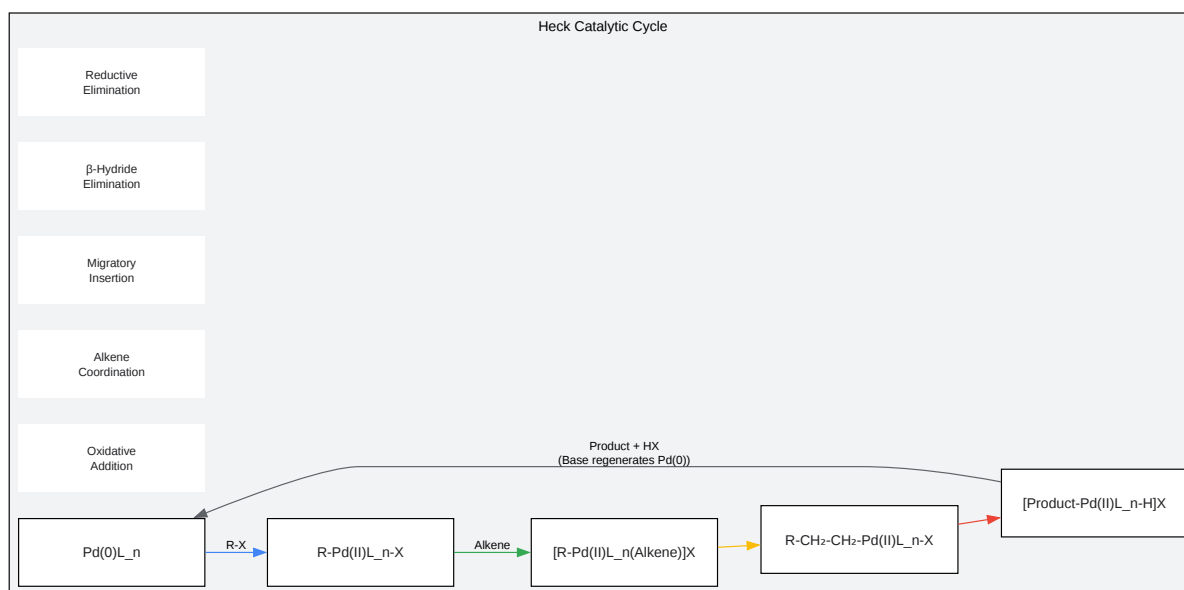 Heck Catalytic Cycle
Reductive
Elimination
β-Hydride
Elimination
Migratory
Insertion
Alkene
Coordination
Oxidative
Addition
Product + HX
(Base regenerates Pd(0))
[Product-Pd(II)L_n-H]X
Pd(0)L_n
R-X
R-Pd(II)L_n-X
Alkene
[R-Pd(II)L_n(Alkene)]X
R-CH₂-CH₂-Pd(II)L_n-X